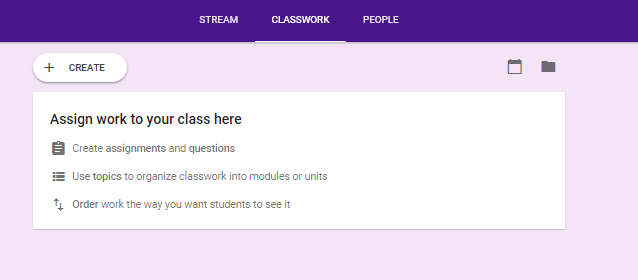 STREAM CLASSWORK PEOPLE
+ CREATE
Assign work to your class here
Create assignments and questions
Use topics to organize classwork into modules or units
Order work the way you want students to see it